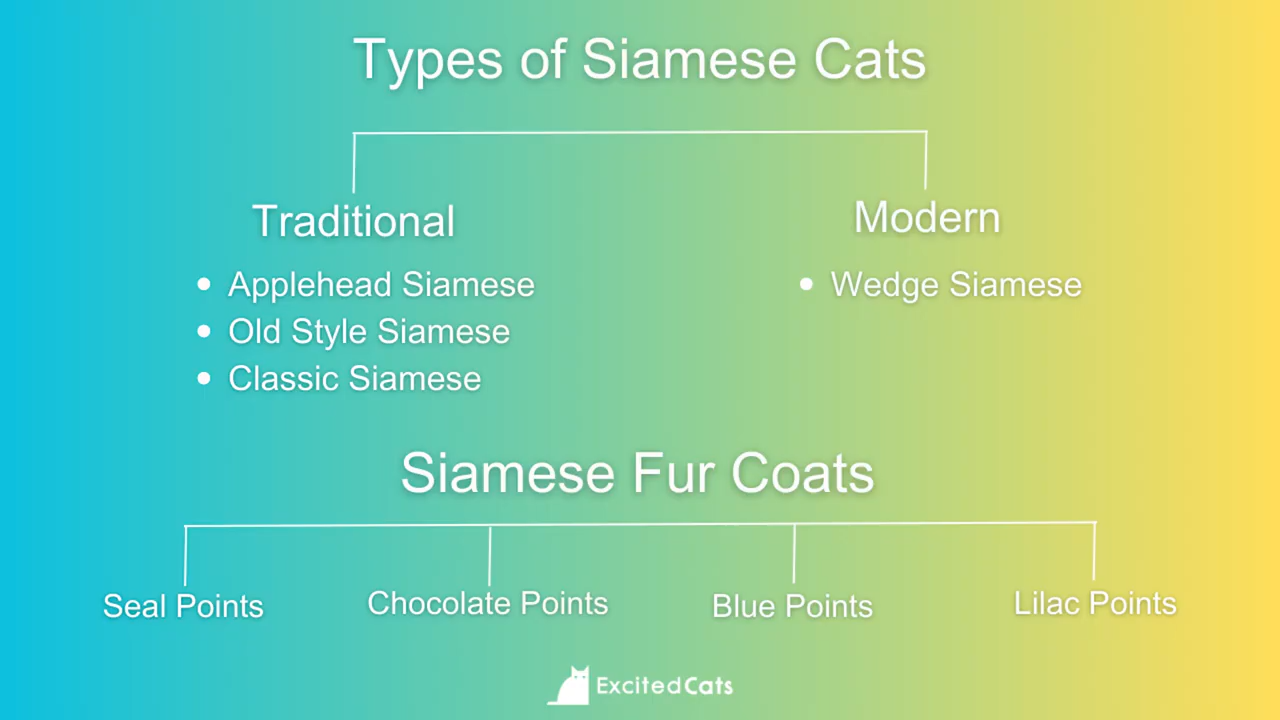 Types of Siamese Cats
Traditional
Applehead Siamese
Old Style Siamese
Classic Siamese
Modern
Wedge Siamese
Siamese Fur Coats
Seal Points
Chocolate Points
Blue Points
Lilac Points
ExcitedCats